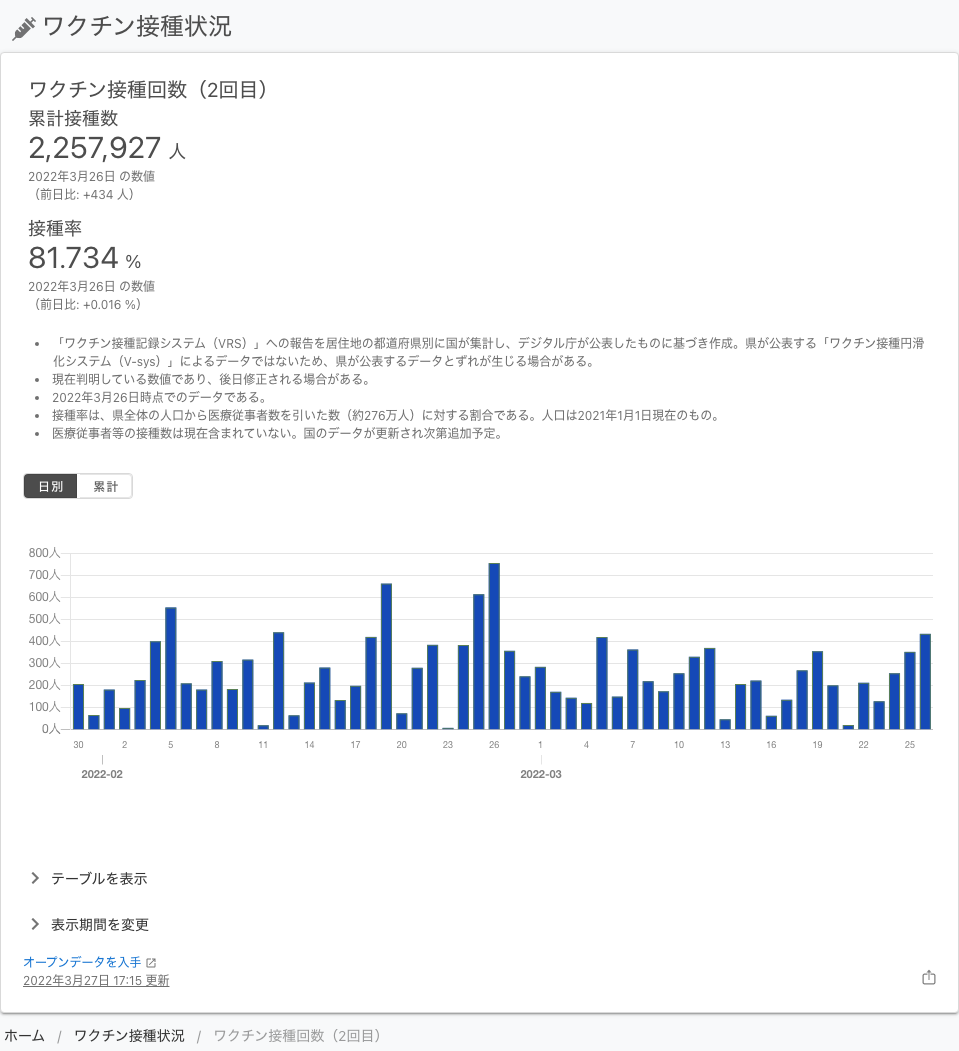 ワクチン接種状況
ワクチン接種回数（2回目）
累計接種数
2,257,927 人
2022年3月26日 の数値
（前日比: +434 人）
接種率
81.734 %
2022年3月26日 の数値
（前日比: +0.016 %）
• 「ワクチン接種記録システム（VRS）」への報告を居住地の都道府県別に国が集計し、デジタル庁が公表したものに基づき作成。県が公表する「ワクチン接種円滑
化システム（V-sys）」によるデータではないため、県が公表するデータとずれが生じる場合がある。
• 現在判明している数値であり、後日修正される場合がある。
• 2022年3月26日時点でのデータである。
• 接種率は、県全体の人口から医療従事者数を引いた数（約276万人）に対する割合である。人口は2021年1月1日現在のもの。
• 医療従事者等の接種数は現在含まれていない。国のデータが更新され次第追加予定。
日別 累計
800人
700人
600人
500人
400人
300人
200人
100人
0人
30 2 5 8 11 14 17 20 23 26 1 4 7 10 13 16 19 22 25
2022-02 2022-03
テーブルを表示
表示期間を変更
オープンデータを入手
2022年3月27日 17:15 更新
ホーム / ワクチン接種状況 / ワクチン接種回数（2回目）